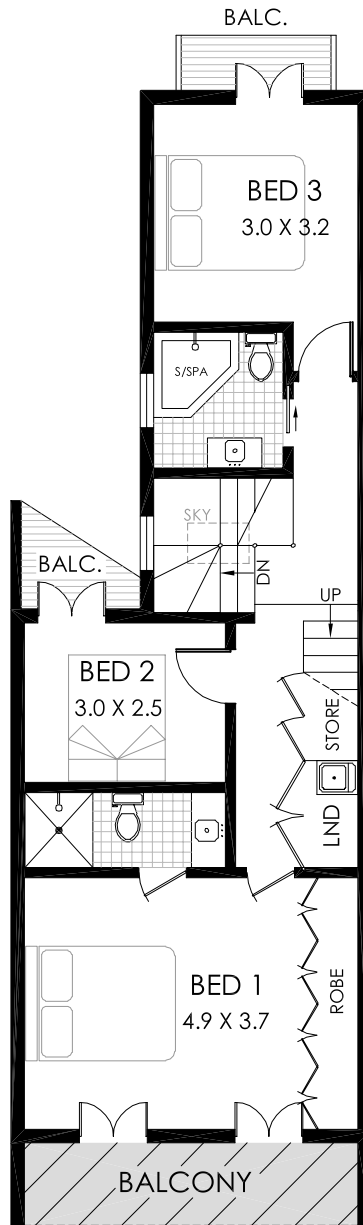 BALC.
BED 3
3.0 X 3.2
S/SPA
SKY
DN
BALC.
UP
BED 2
3.0 X 2.5
STORE
LND
BED 1
4.9 X 3.7
ROBE
BALCONY